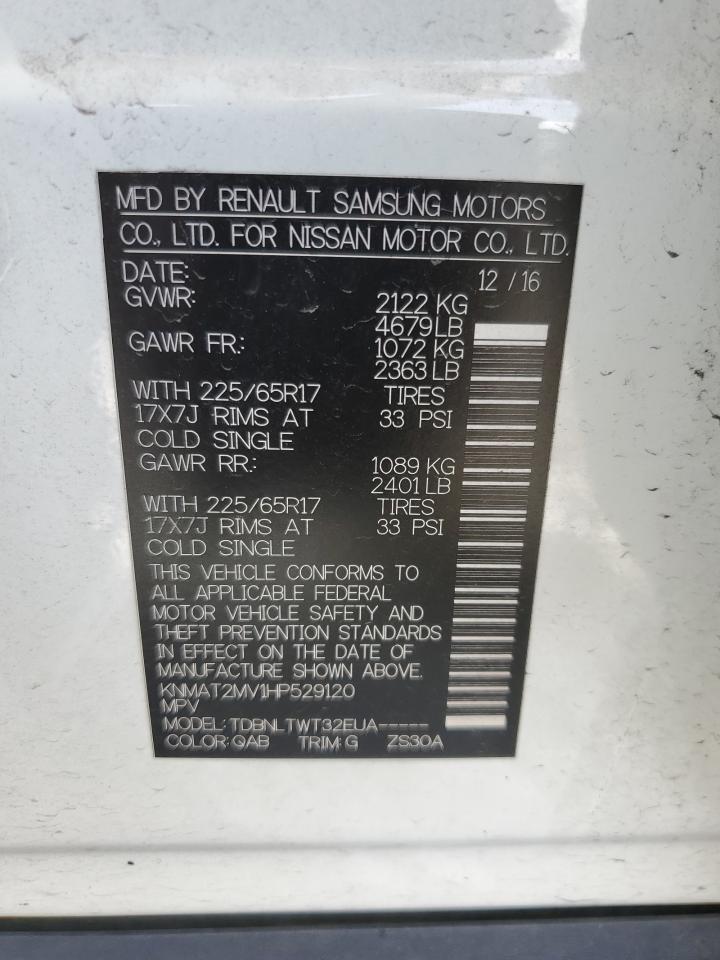 MFD BY RENAULT SAMSUNG MOTORS
CO., LTD. FOR NISSAN MOTOR CO., LTD.
DATE: 12 / 16
GVWR: 2122 KG
4679 LB
GAWR FR.: 1072 KG
2363 LB
WITH 225/65R17 TIRES
17X7J RIMS AT 33 PSI
COLD SINGLE
GAWR RR.: 1089 KG
2401 LB
WITH 225/65R17 TIRES
17X7J RIMS AT 33 PSI
COLD SINGLE
THIS VEHICLE CONFORMS TO
ALL APPLICABLE FEDERAL
MOTOR VEHICLE SAFETY AND
THEFT PREVENTION STANDARDS
IN EFFECT ON THE DATE OF
MANUFACTURE SHOWN ABOVE.
KNMAT2MV1HP529120
MPV
MODEL: TDBNLTWT32EUA-----
COLOR: QAB TRIM: G ZS30A